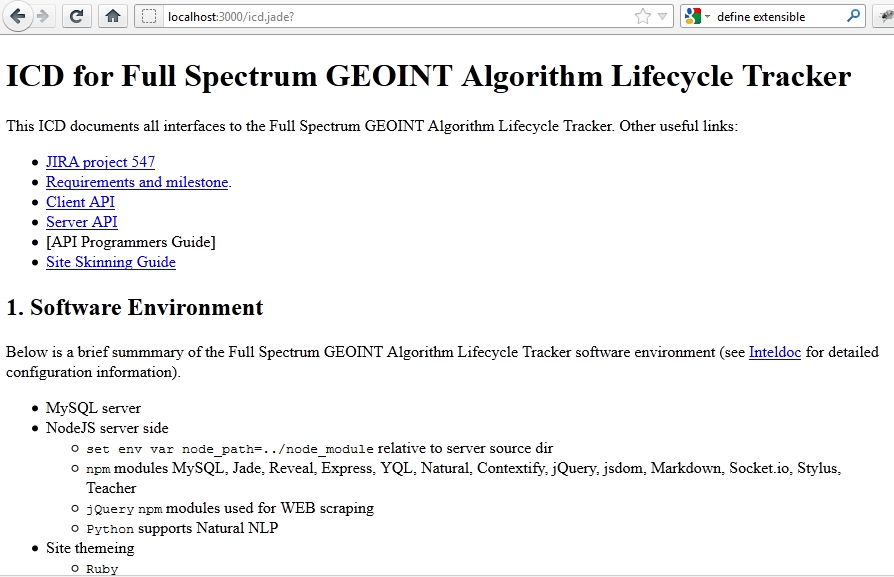 localhost:3000/icd.jade?
define extensible
ICD for Full Spectrum GEOINT Algorithm Lifecycle Tracker
This ICD documents all interfaces to the Full Spectrum GEOINT Algorithm Lifecycle Tracker. Other useful links:
JIRA project 547
Requirements and milestone.
Client API
Server API
[API Programmers Guide]
Site Skinning Guide
1. Software Environment
Below is a brief summmary of the Full Spectrum GEOINT Algorithm Lifecycle Tracker software environment (see Inteldoc for detailed
configuration information).
MySQL server
NodeJS server side
set env var node_path=../node_module relative to server source dir
npm modules MySQL, Jade, Reveal, Express, YQL, Natural, Contextify, jQuery, jsdom, Markdown, Socket.io, Stylus,
Teacher
jQuery npm modules used for WEB scraping
Python supports Natural NLP
Site themeing
Ruby